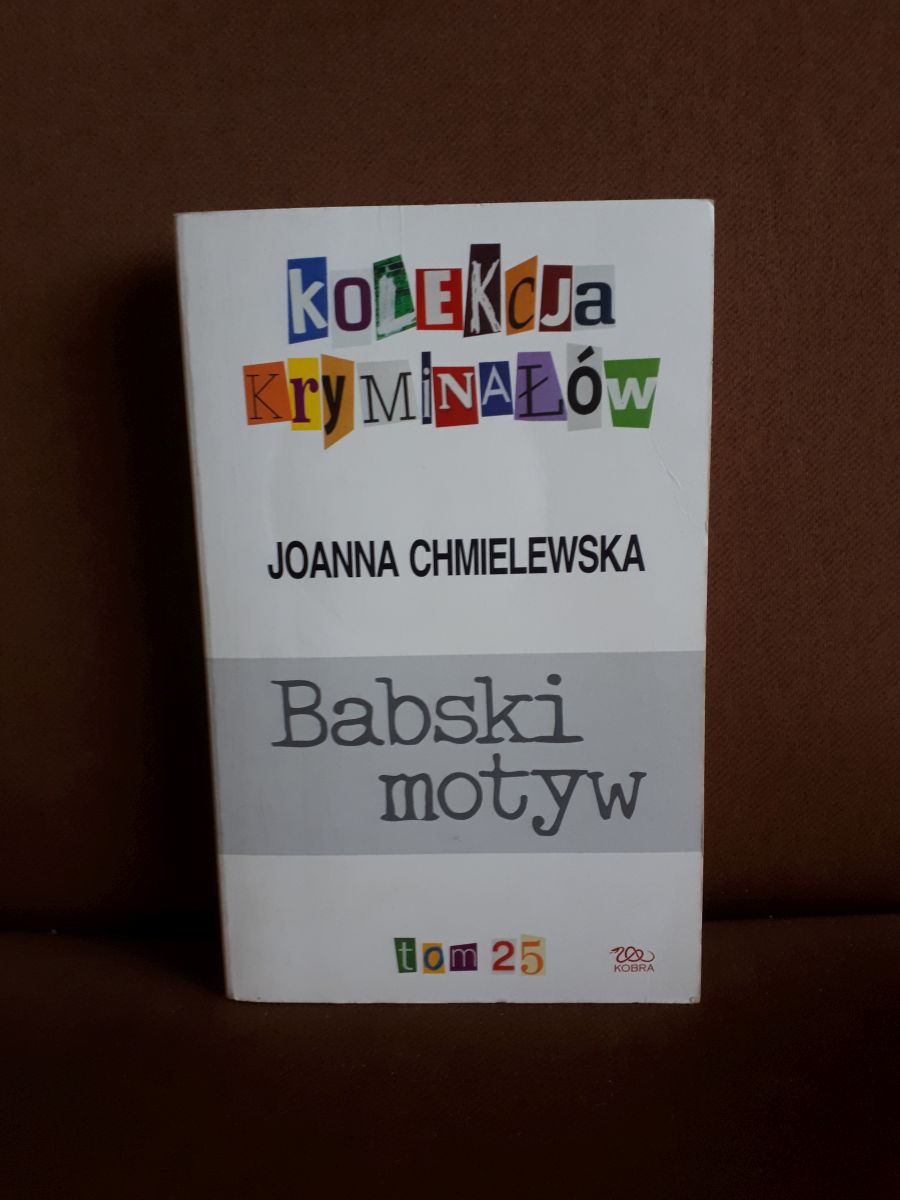 kolekcja
kryminałów
JOANNA CHMIELEWSKA
Babski
motyw
tom 25
KOBRA